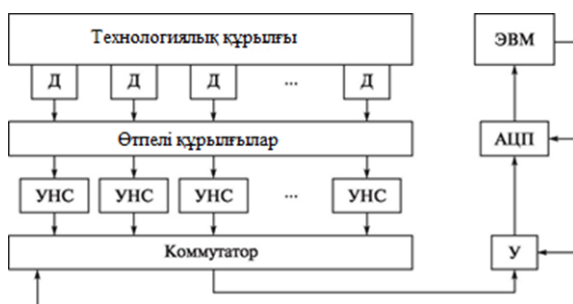 Технологиялық құрылғы
ЭВМ
Д Д Д ... Д
Өтпелі құрылғылар
АЦП
УНС УНС УНС ... УНС
Коммутатор
У